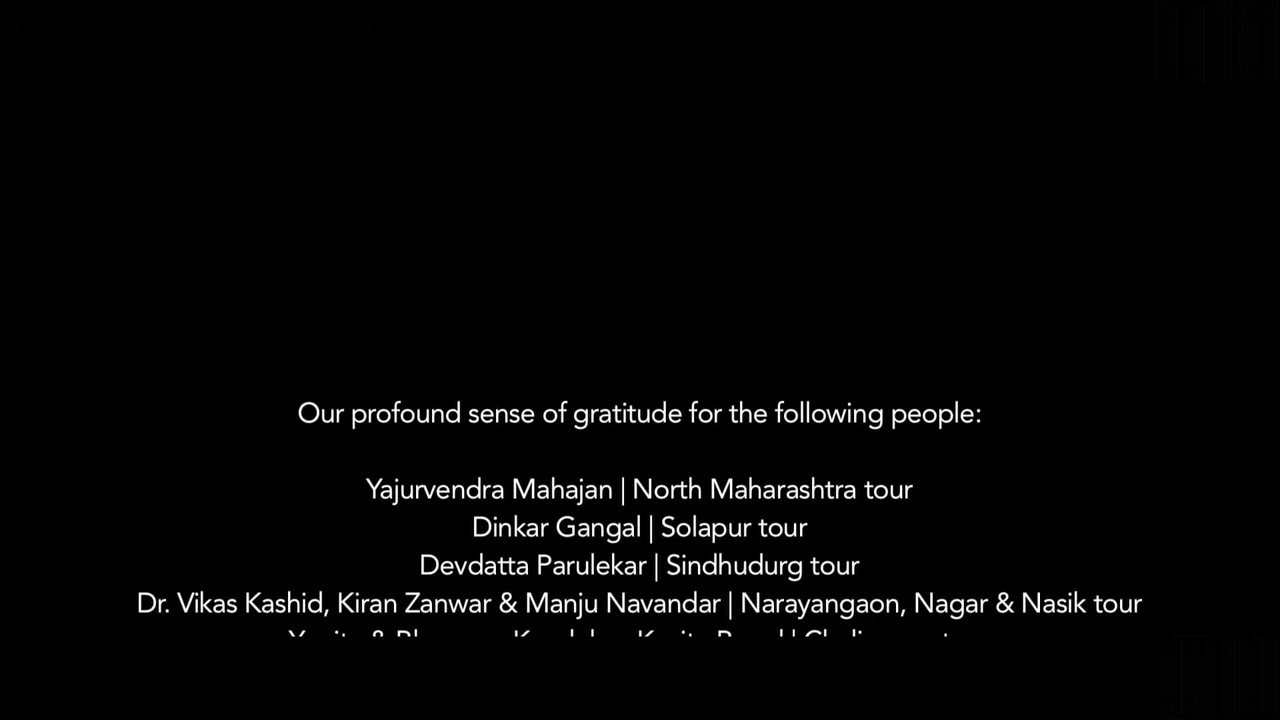 Our profound sense of gratitude for the following people:
Yajurvendra Mahajan | North Maharashtra tour
Dinkar Gangal | Solapur tour
Devdatta Parulekar | Sindhudurg tour
Dr. Vikas Kashid, Kiran Zanwar & Manju Navandar | Narayangaon, Nagar & Nasik tour